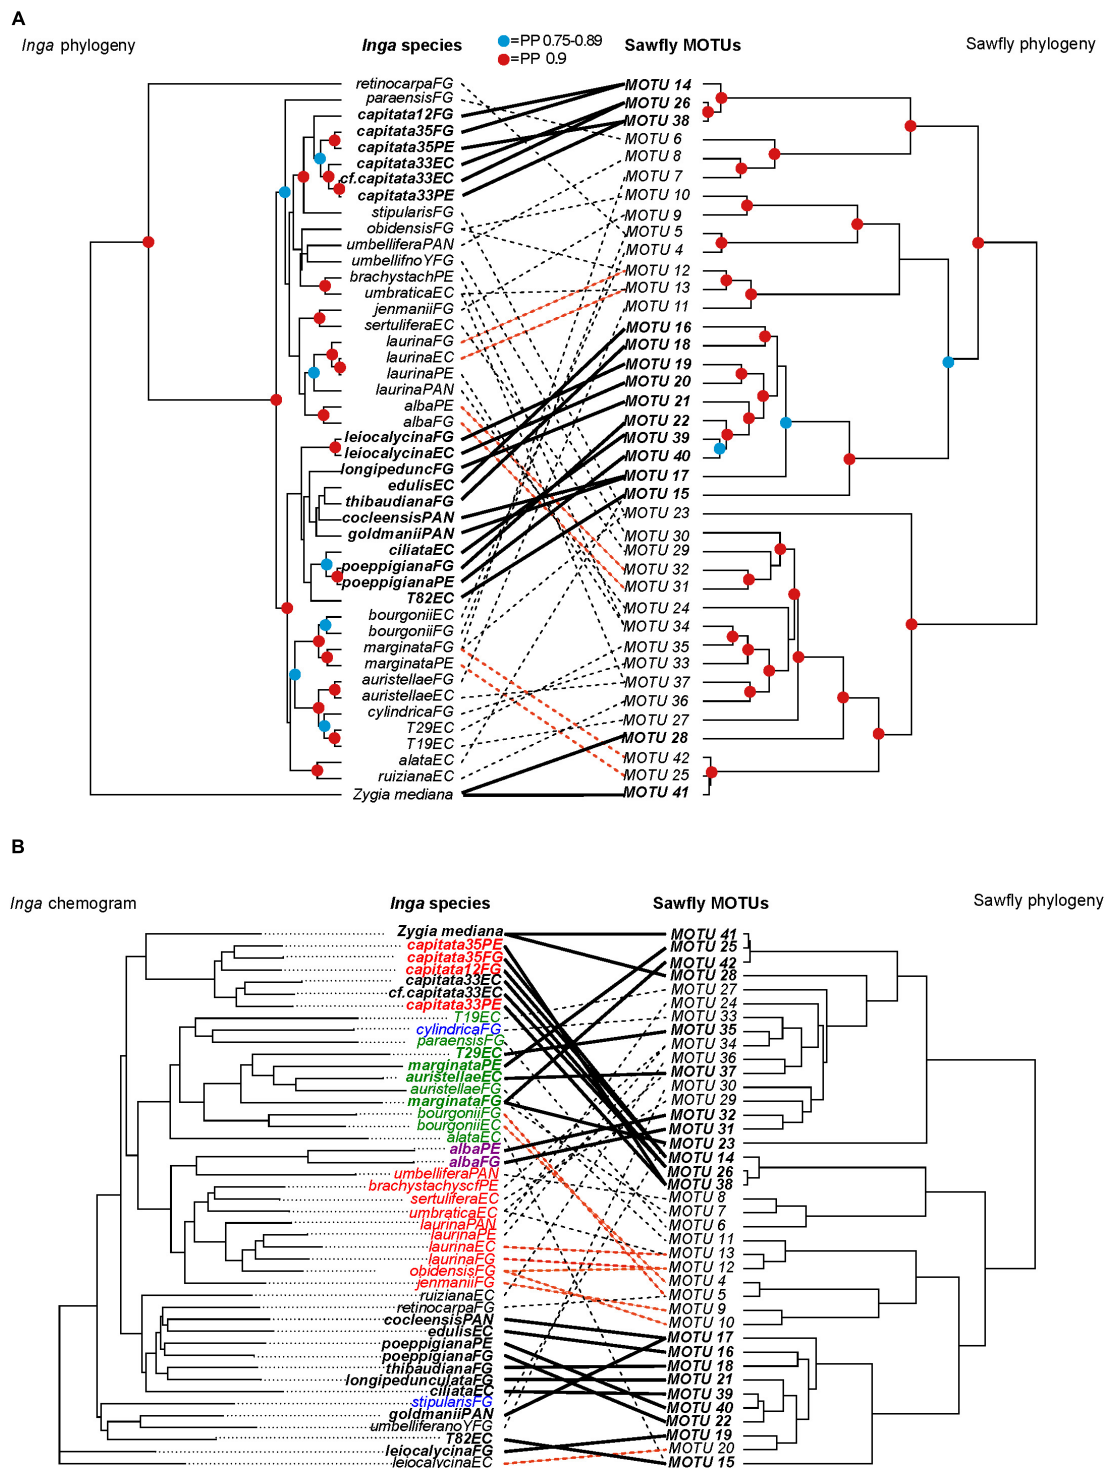 A
Inga phylogeny
Inga species
=PP 0.75-0.89
=PP 0.9
Sawfly MOTUs
Sawfly phylogeny
retinocarpaFG
paraensisFG
capitata12FG
capitata35FG
capitata35PE
capitata33EC
cf.capitata33EC
capitata33PE
stipularisFG
obidensisFG
umbelliferaPAN
umbellifnoYFG
brachystachPE
umbraticaEC
jenmaniiFG
sertuliferaEC
laurinaFG
laurinaEC
laurinaPE
laurinaPAN
albaPE
albaFG
leiocalycinaFG
leiocalycinaEC
longipeduncFG
edulisEC
thibaudianaFG
cocleensisPAN
goldmaniiPAN
ciliataEC
poeppigianaFG
poeppigianaPE
T82EC
bourgoniiEC
bourgoniiFG
marginataFG
marginataPE
auristellaeFG
auristellaeEC
cylindricaFG
T29EC
T19EC
alataEC
ruizianaEC
Zygia mediana
MOTU 14
MOTU 26
MOTU 38
MOTU 6
MOTU 8
MOTU 7
MOTU 10
MOTU 9
MOTU 5
MOTU 4
MOTU 12
MOTU 13
MOTU 11
MOTU 16
MOTU 18
MOTU 19
MOTU 20
MOTU 21
MOTU 22
MOTU 39
MOTU 40
MOTU 17
MOTU 15
MOTU 23
MOTU 30
MOTU 29
MOTU 32
MOTU 31
MOTU 24
MOTU 34
MOTU 35
MOTU 33
MOTU 37
MOTU 36
MOTU 27
MOTU 28
MOTU 42
MOTU 25
MOTU 41
B
Inga chemogram
Inga species
Sawfly MOTUs
Sawfly phylogeny
Zygia mediana
capitata35PE
capitata35FG
capitata12FG
capitata33EC
cf.capitata33EC
capitata33PE
T19EC
cylindricaFG
paraensisFG
T29EC
marginataPE
auristellaeEC
auristellaeFG
marginataFG
bourgoniiFG
bourgoniiEC
alataEC
albaPE
albaFG
umbelliferaPAN
brachystachyscfPE
sertuliferaEC
umbraticaEC
laurinaPAN
laurinaPE
laurinaEC
laurinaFG
obidensisFG
jenmaniiFG
ruizianaEC
retinocarpaFG
cocleensisPAN
edulisEC
poeppigianaPE
poeppigianaFG
thibaudianaFG
longipedunculataFG
ciliataEC
stipularisFG
goldmaniiPAN
umbelliferanoYFG
T82EC
leiocalycinaFG
leiocalycinaEC
MOTU 41
MOTU 25
MOTU 42
MOTU 28
MOTU 27
MOTU 24
MOTU 33
MOTU 35
MOTU 34
MOTU 36
MOTU 37
MOTU 30
MOTU 29
MOTU 32
MOTU 31
MOTU 23
MOTU 14
MOTU 26
MOTU 38
MOTU 8
MOTU 7
MOTU 6
MOTU 11
MOTU 13
MOTU 12
MOTU 4
MOTU 5
MOTU 9
MOTU 10
MOTU 17
MOTU 16
MOTU 18
MOTU 21
MOTU 39
MOTU 40
MOTU 22
MOTU 19
MOTU 20
MOTU 15